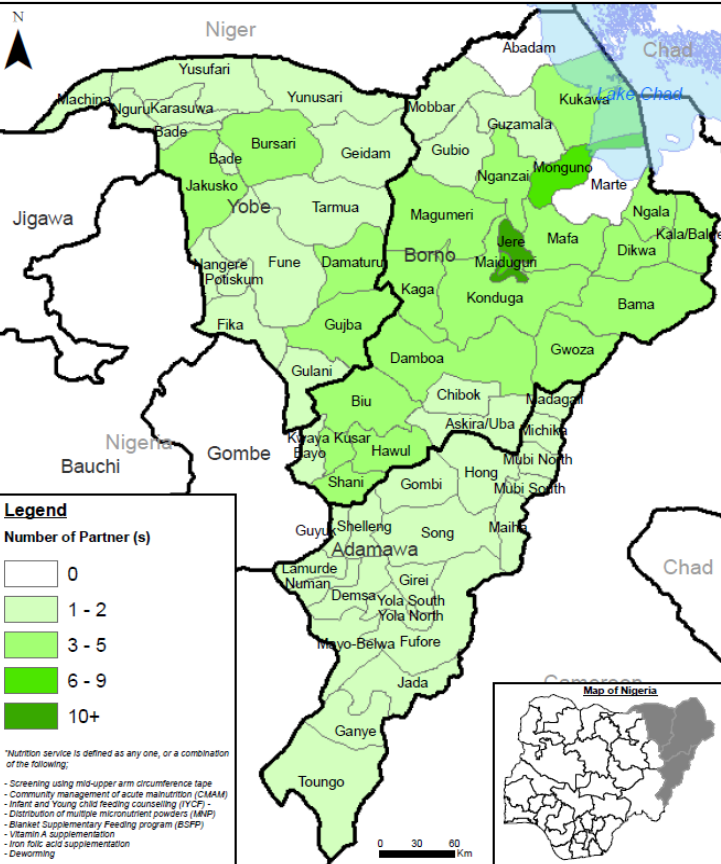 N
Niger
Abadam
Chad
Yusufari
Lake Chad
Machina
Yunusari
Kukawa
Nguru
Karasuwa
Mobbar
Guzamala
Bade
Bursari
Geidam
Gubio
Bade
Nganzai
Monguno
Jakusko
Marte
Yobe
Tarmua
Magumeri
Ngala
Jigawa
Jere
Mafa
Kala/Balge
Borno
Dikwa
Nangere
Fune
Damaturu
Maiduguri
Potiskum
Kaga
Konduga
Bama
Fika
Gujba
Gwoza
Damboa
Gulani
Chibok
Biu
Madagali
Askira/Uba
Michika
Nigeria
Kwaya Kusar
Bayo
Hawul
Gombe
Mubi North
Bauchi
Hong
Shani
Gombi
Mubi South
Guyuk
Shelleng
Song
Maiha
Adamawa
Chad
Lamurde
Girei
Numan
Demsa
Yola South
Yola North
Mayo-Belwa
Fufore
Jada
Cameroon
Ganye
Toungo
0
30
60
Km
Legend
Number of Partner (s)
0
1 - 2
3 - 5
6 - 9
10+
"Nutrition service is defined as any one, or a combination
of the following;
- Screening using mid-upper arm circumference tape
- Community management of acute malnutrition (CMAM)
- Infant and Young child feeding counselling (IYCF) -
- Distribution of multiple micronutrient powders (MNP)
- Blanket Supplementary Feeding program (BSFP)
- Vitamin A supplementation
- Iron folic acid supplementation
- Deworming
Map of Nigeria